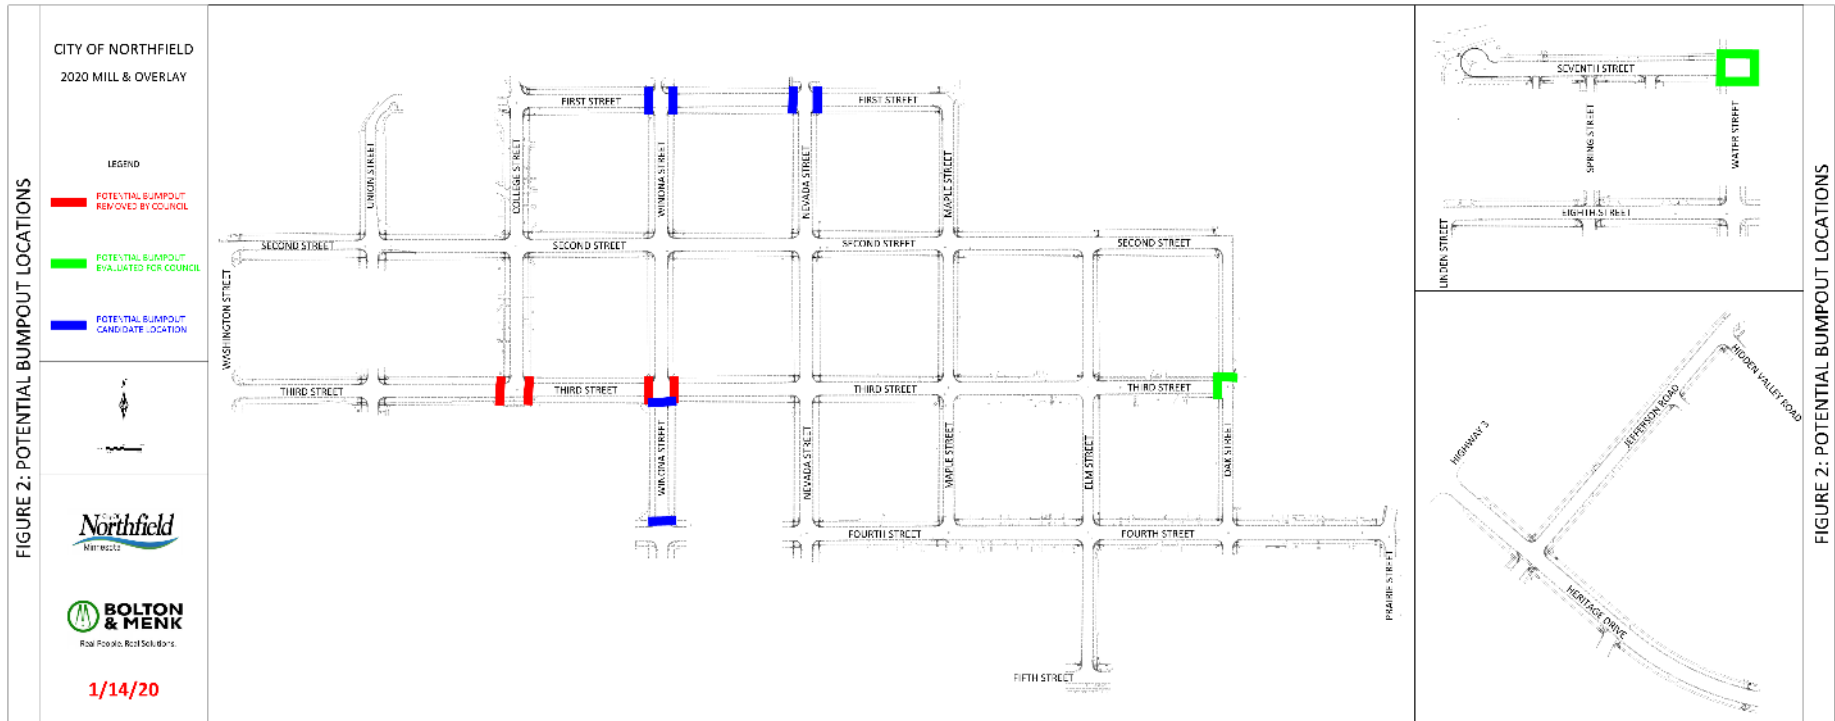 FIGURE 2: POTENTIAL BUMPOUT LOCATIONS
CITY OF NORTHFIELD
2020 MILL & OVERLAY
LEGEND
POTENTIAL BUMPOUT
REMOVED BY COUNCIL
POTENTIAL BUMPOUT
EVALUATED FOR COUNCIL
POTENTIAL BUMPOUT
CANDIDATE LOCATION
Northfield
Minnesota
BOLTON
& MENK
Real People. Real Solutions.
1/14/20
FIRST STREET
FIRST STREET
UNION STREET
COLLEGE STREET
WINONA STREET
NEVADA STREET
MAPLE STREET
SECOND STREET
SECOND STREET
SECOND STREET
SECOND STREET
WASHINGTON STREET
THIRD STREET
THIRD STREET
THIRD STREET
THIRD STREET
WINONA STREET
NEVADA STREET
MAPLE STREET
ELM STREET
OAK STREET
FOURTH STREET
FOURTH STREET
PRAIRIE STREET
FIFTH STREET
SEVENTH STREET
SPRING STREET
WATER STREET
EIGHTH STREET
LINDEN STREET
HIDDEN VALLEY ROAD
JEFFERSON ROAD
HIGHWAY 3
HERITAGE DRIVE
FIGURE 2: POTENTIAL BUMPOUT LOCATIONS